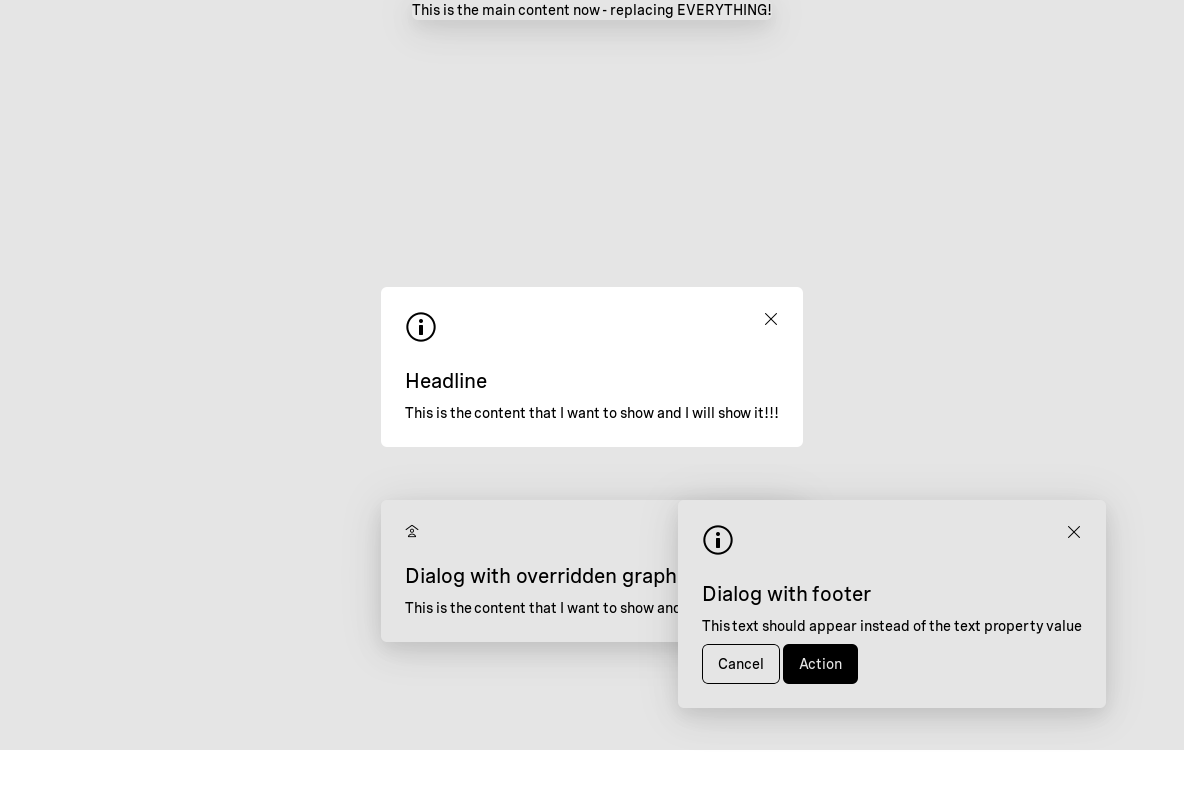 This is the main content now - replacing EVERYTHING!
Headline
This is the content that I want to show and I will show it!!!
Dialog with overridden graph
This is the content that I want to show
Dialog with footer
This text should appear instead of the text property value
Cancel
Action